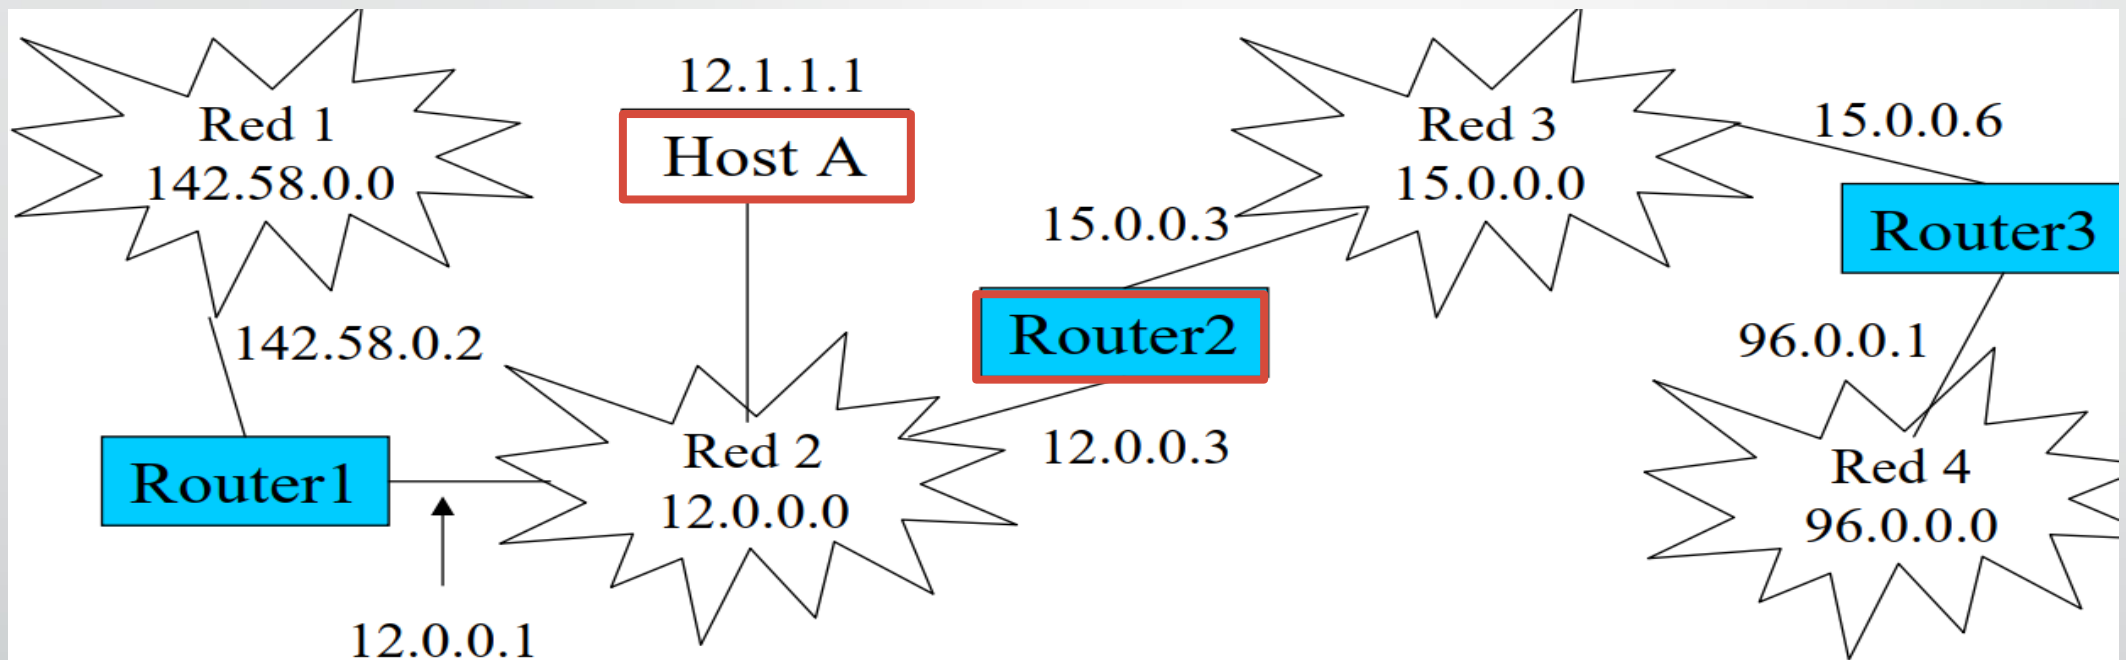 Red 1
142.58.0.0
12.1.1.1
Host A
Red 3
15.0.0.0
15.0.0.6
Router3
15.0.0.3
Router2
12.0.0.3
142.58.0.2
Router1
12.0.0.1
Red 2
12.0.0.0
96.0.0.1
Red 4
96.0.0.0